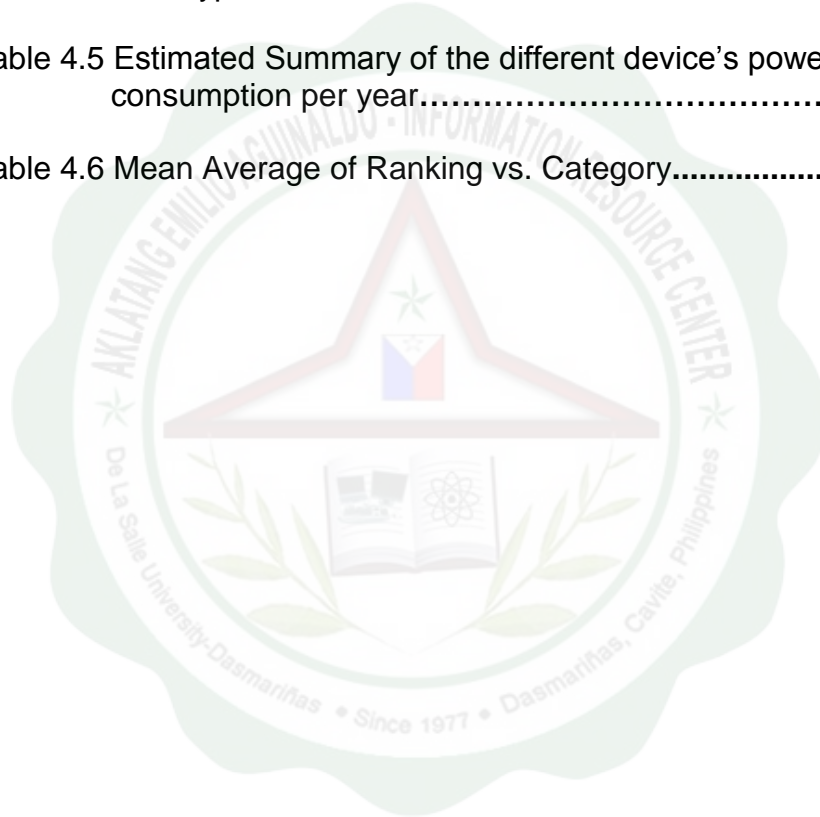 able 4.5 Estimated Summary of the different device’s powe
consumption per year.......................................
able 4.6 Mean Average of Ranking vs. Category..................
AKLATANG EMILIO AGUINALDO - INFORMATION RESOURCE CENTER
De La Salle University-Dasmariñas • Since 1977 • Dasmariñas, Cavite, Philippines